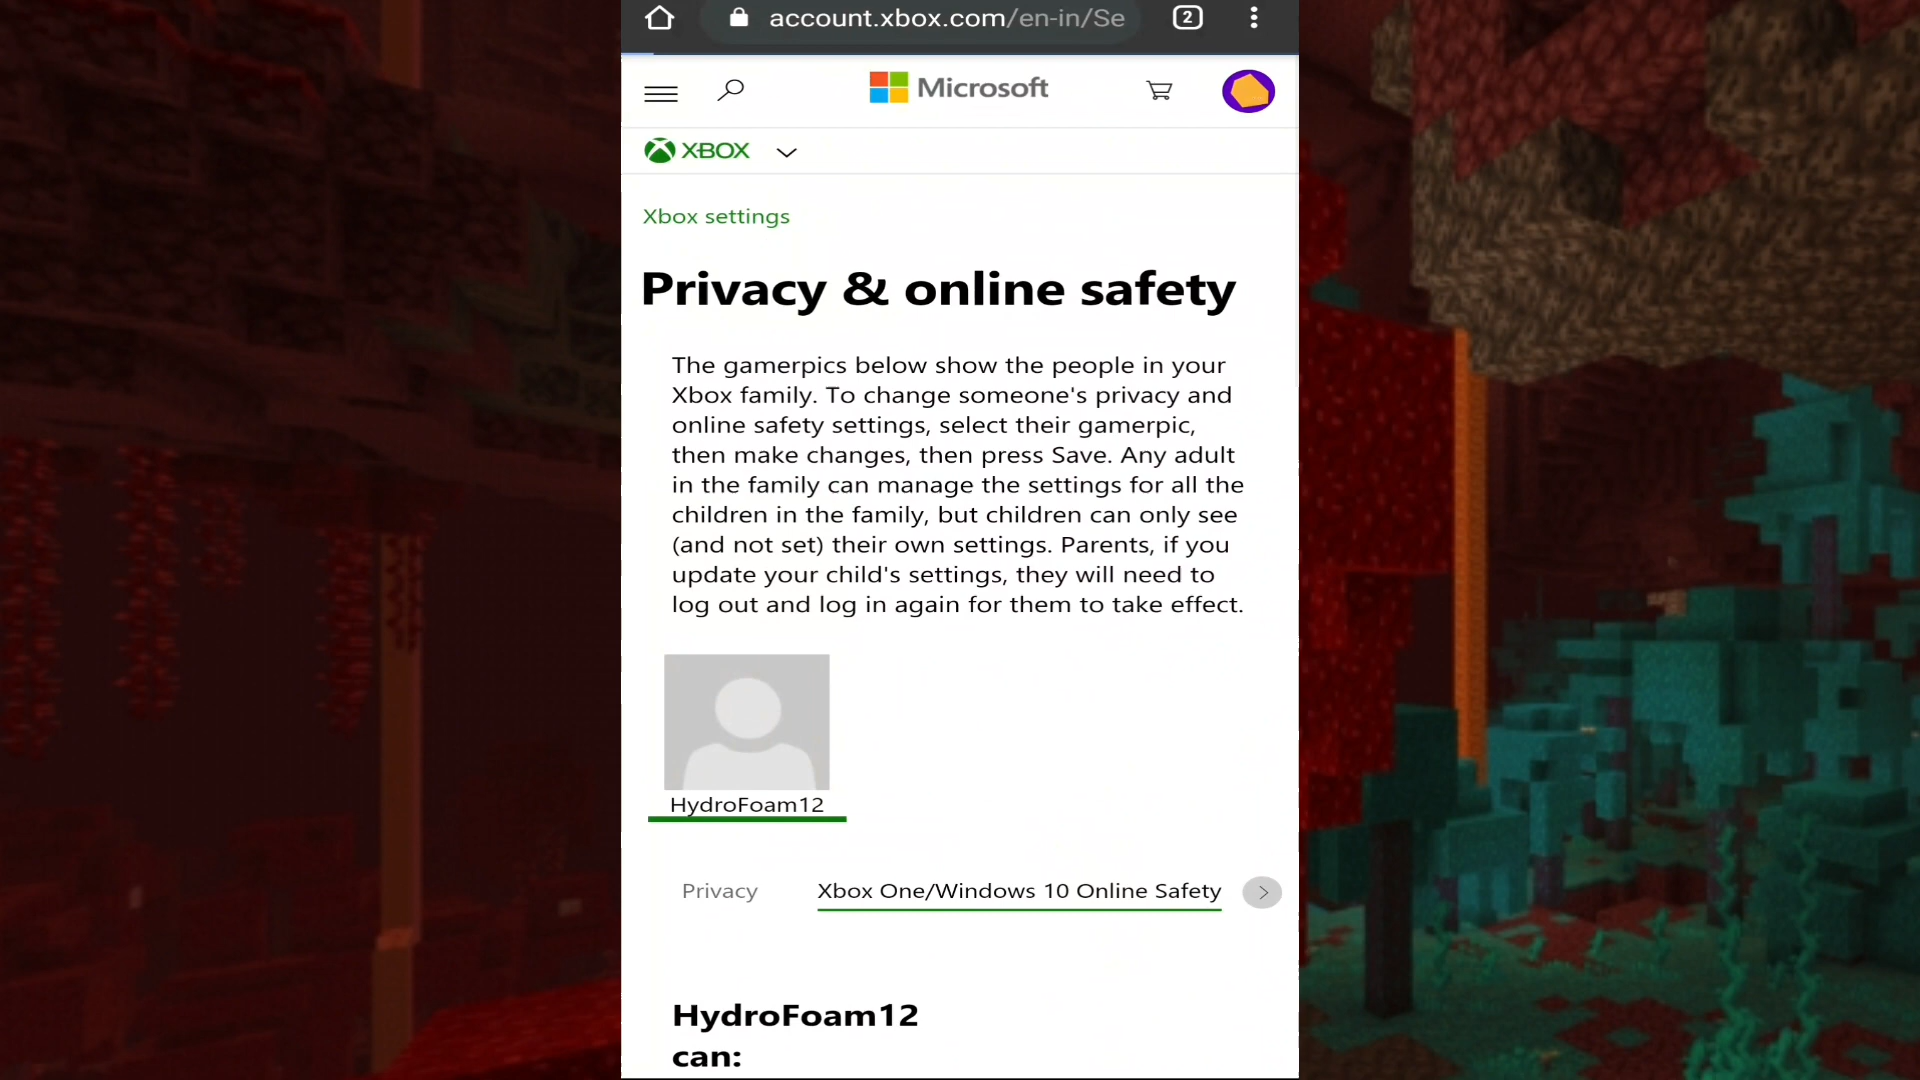 account.xbox.com/en-in/Se
2
Microsoft
XBOX
Xbox settings
Privacy & online safety
The gamerpics below show the people in your
Xbox family. To change someone's privacy and
online safety settings, select their gamerpic,
then make changes, then press Save. Any adult
in the family can manage the settings for all the
children in the family, but children can only see
(and not set) their own settings. Parents, if you
update your child's settings, they will need to
log out and log in again for them to take effect.
HydroFoam12
Privacy Xbox One/Windows 10 Online Safety
HydroFoam12
can: